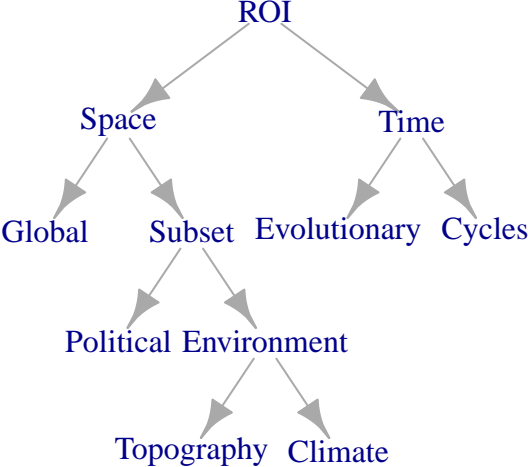 ROI
Space
Time
Global
Subset
Evolutionary
Cycles
Political
Environment
Topography
Climate